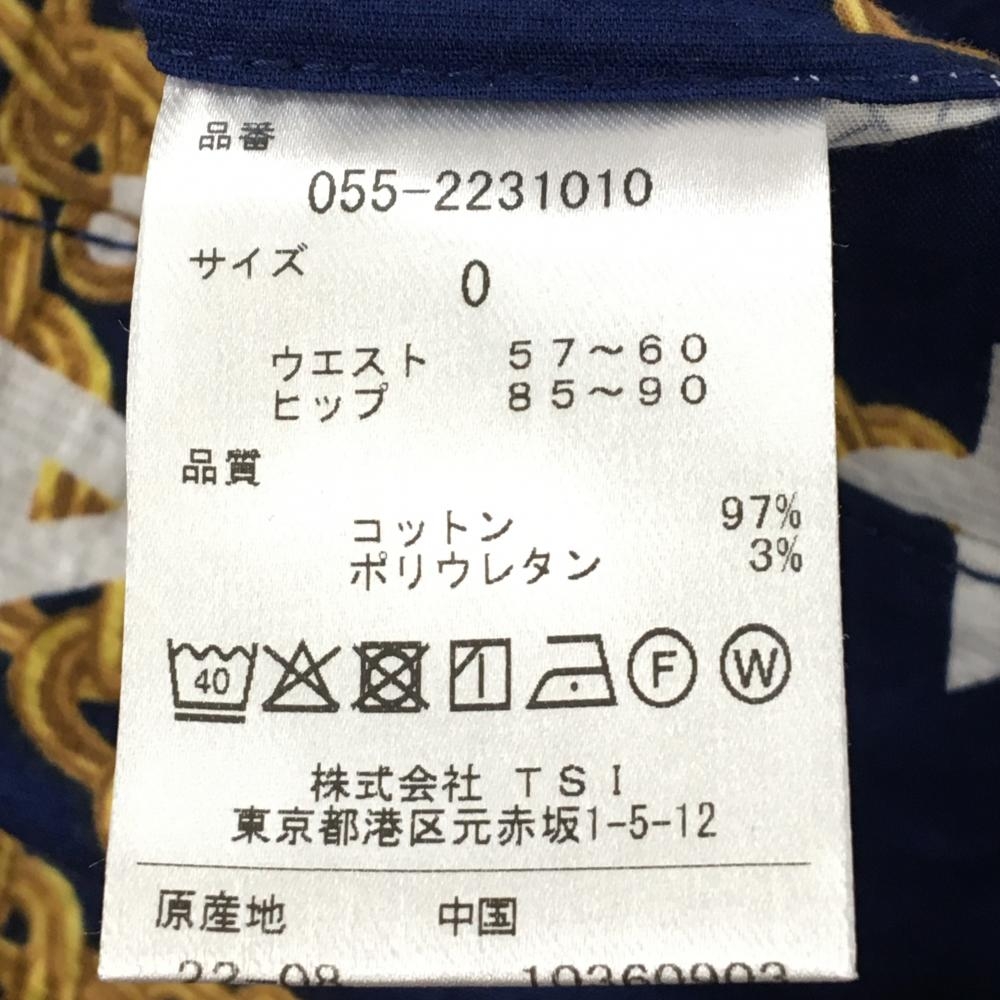 品番
055-2231010
サイズ 0
ウエスト 57～60
ヒップ 85～90
品質
コットン 97%
ポリウレタン 3%
40 F W
株式会社 TSI
東京都港区元赤坂1-5-12
原産地 中国